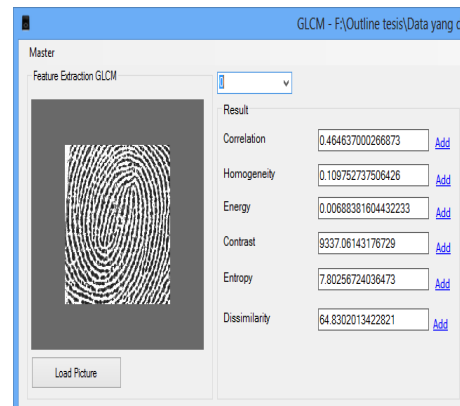 GLCM - F:\Outline tesis\Data yang
Master
Feature Extraction GLCM
0
Result
Correlation 0.464637000266873 Add
Homogeneity 0.109752737506426 Add
Energy 0.00688381604432233 Add
Contrast 9337.06143176729 Add
Entropy 7.80256724036473 Add
Dissimilarity 64.8302013422821 Add
Load Picture